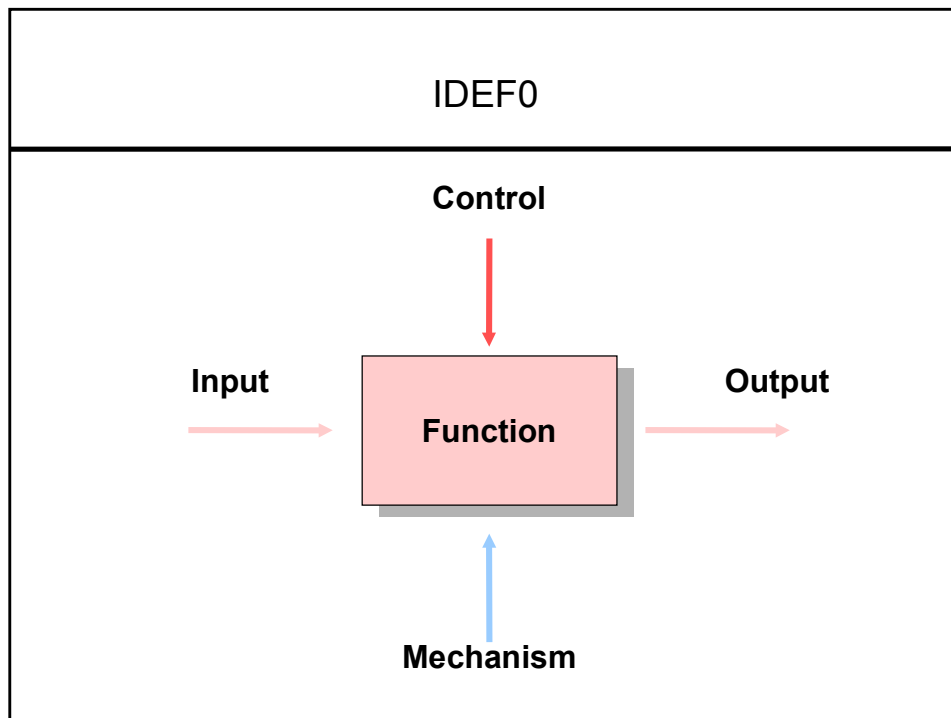 IDEF0
Control
Input
Output
Function
Mechanism